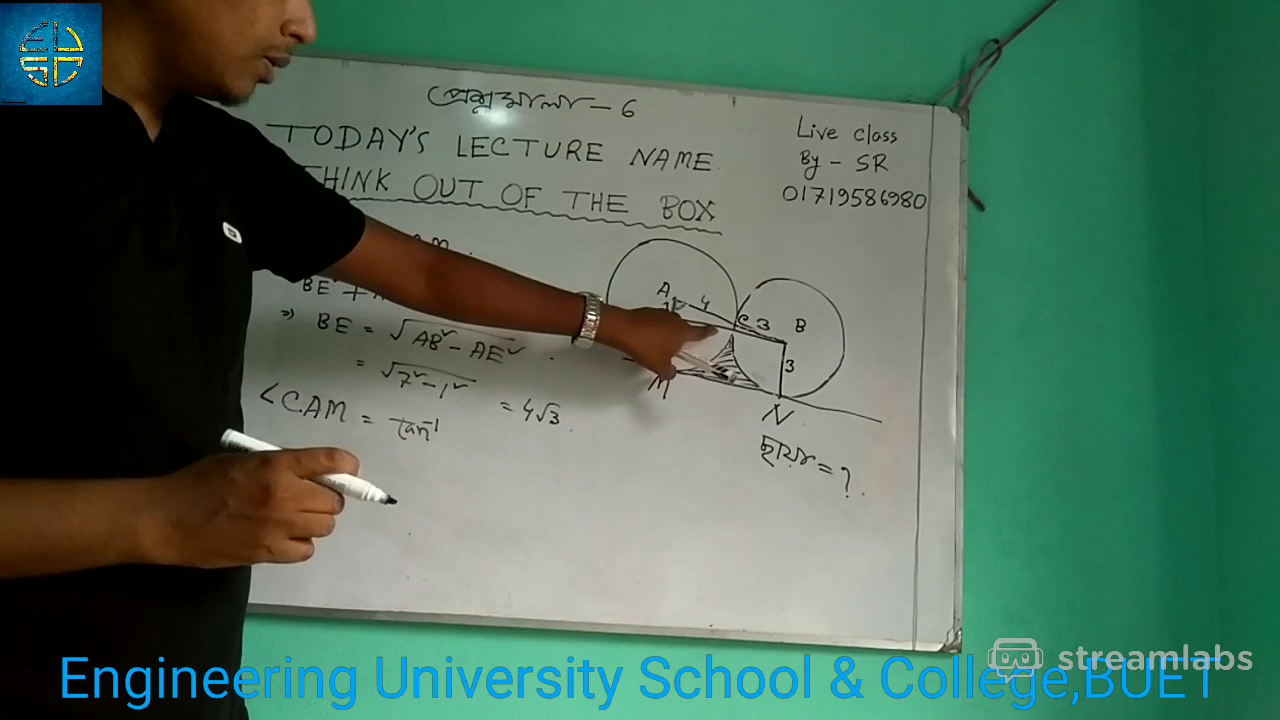 প্রশ্নমালা - 6
TODAY'S LECTURE NAME
THINK OUT OF THE BOX
Live class
By - SR
01719586980
BE² +
⇒ BE = √AB² - AE²
= √7² - 1²
= 4√3
∠CAM = tan⁻¹
A
4
C
3
B
3
M
N
= ?
streamlabs
Engineering University School & College,BUET